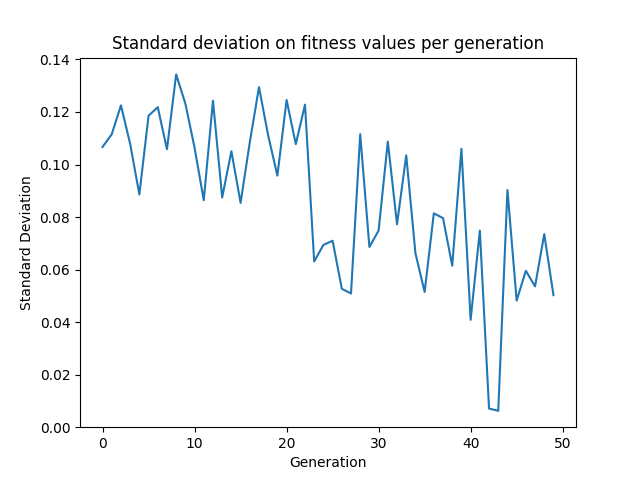 Standard deviation on fitness values per generation
0.14
0.12
0.10
0.08
0.06
0.04
0.02
0.00
Standard Deviation
0 10 20 30 40 50
Generation